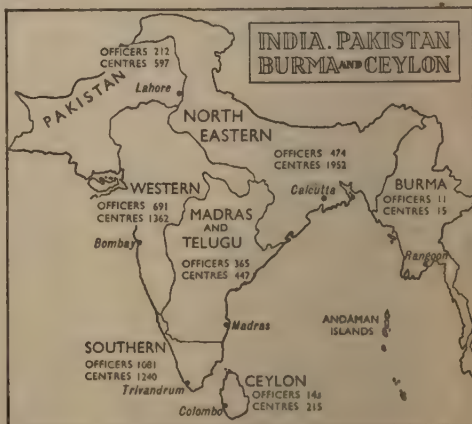 INDIA. PAKISTAN
BURMA AND CEYLON
OFFICERS 212
CENTRES 597
Lahore
PAKISTAN
NORTH
EASTERN
OFFICERS 474
CENTRES 1952
Calcutta
WESTERN
OFFICERS 691
CENTRES 1362
Bombay
MADRAS
AND
TELUGU
OFFICERS 365
CENTRES 447
BURMA
OFFICERS 11
CENTRES 15
Rangoon
Madras
ANDAMAN
ISLANDS
SOUTHERN
OFFICERS 1081
CENTRES 1240
Trivandrum
CEYLON
OFFICERS 143
CENTRES 215
Colombo